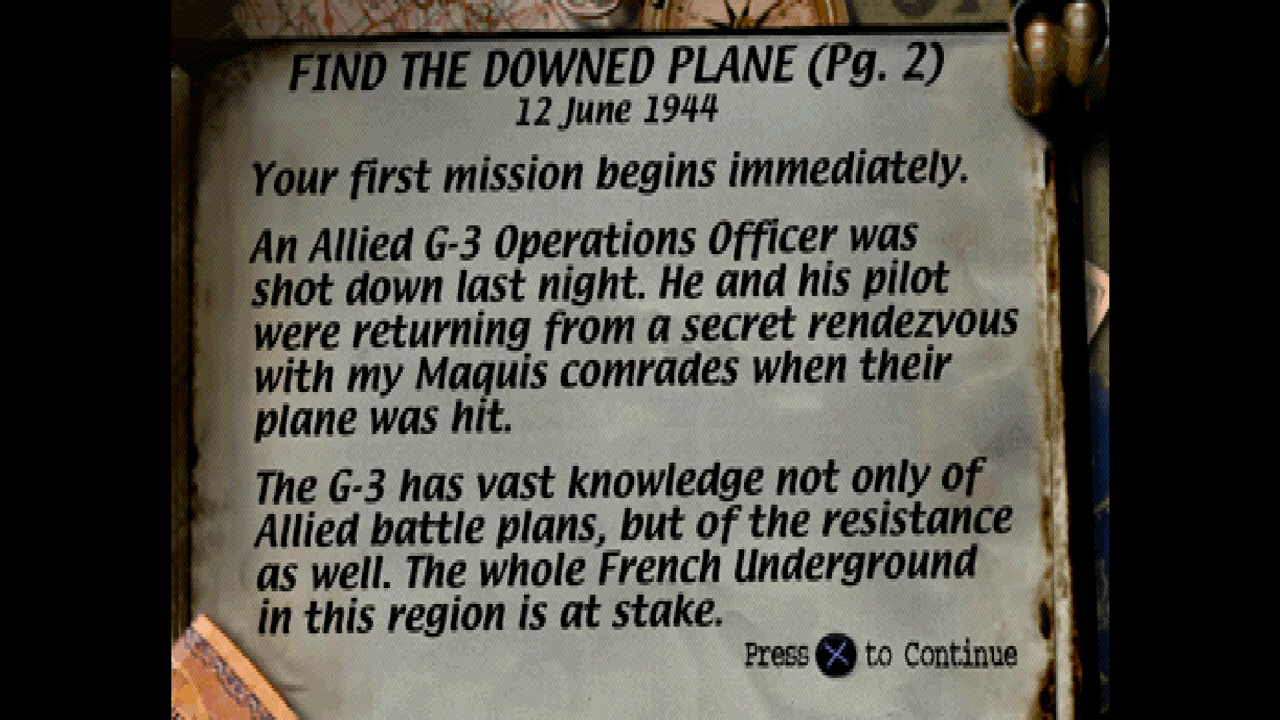 FIND THE DOWNED PLANE (Pg. 2)
12 June 1944
Your first mission begins immediately.
An Allied G-3 Operations Officer was
shot down last night. He and his pilot
were returning from a secret rendezvous
with my Maquis comrades when their
plane was hit.
The G-3 has vast knowledge not only of
Allied battle plans, but of the resistance
as well. The whole French Underground
in this region is at stake.
Press X to Continue